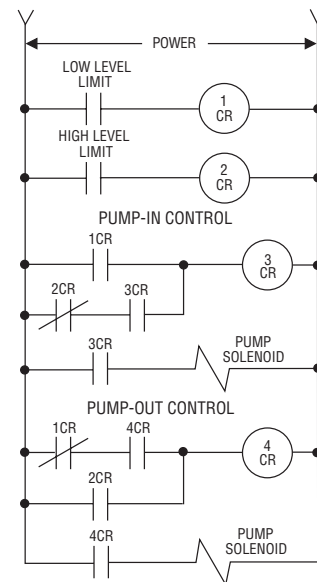 POWER
LOW LEVEL
LIMIT
1
CR
HIGH LEVEL
LIMIT
2
CR
PUMP-IN CONTROL
1CR
3
CR
2CR 3CR
3CR
PUMP
SOLENOID
PUMP-OUT CONTROL
1CR 4CR
4
CR
2CR
4CR
PUMP
SOLENOID